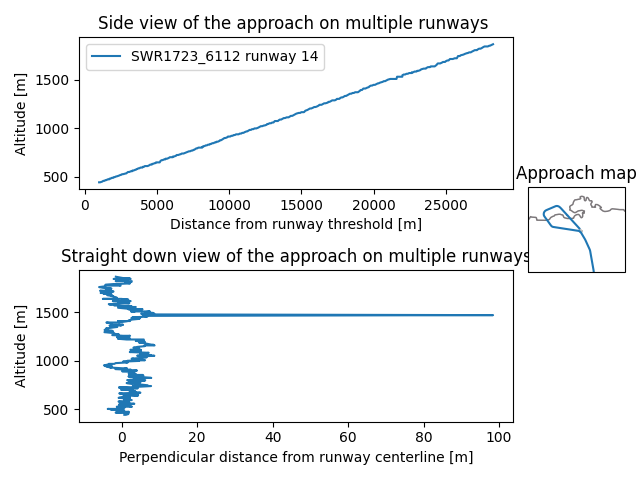 Side view of the approach on multiple runways
SWR1723_6112 runway 14
1500
1000
500
Altitude [m]
0 5000 10000 15000 20000 25000
Distance from runway threshold [m]
Approach map
Straight down view of the approach on multiple runways
1500
1000
500
Altitude [m]
0 20 40 60 80 100
Perpendicular distance from runway centerline [m]